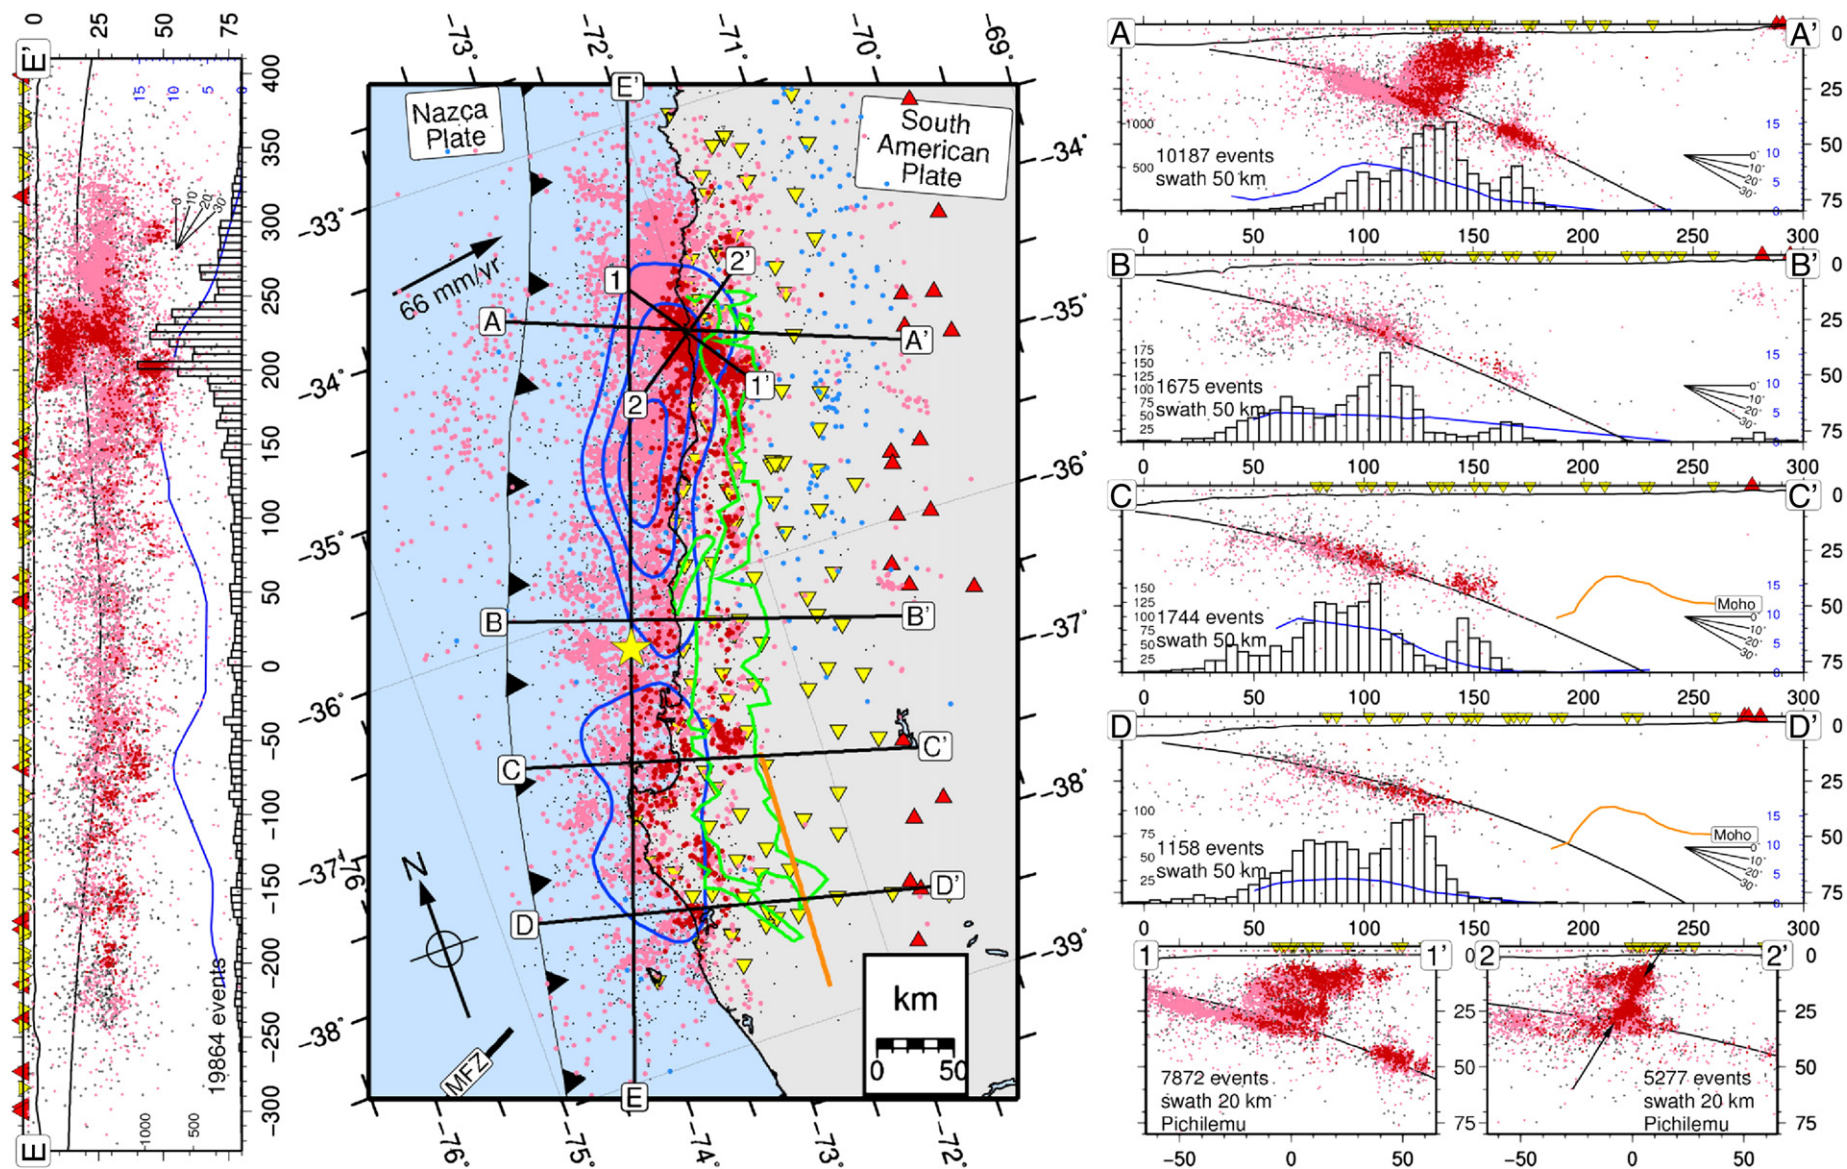 0 25 50 75
E'
400
350
300
250
200
150
100
50
0
−50
−100
−150
−200
−250
−300
15 10 5 0
0
10°
20°
30°
19864 events
1000 500
E
−73°
−72°
−71°
−70°
−69°
E'
Nazca
Plate
South
American
Plate
66 mm/yr
1
2'
A
A'
1'
2
B
B'
C
C'
D
D'
N
MFZ
E
km
0 50
−33°
−34°
−35°
−36°
−37°
−38°
−34°
−35°
−36°
−37°
−38°
−39°
−76°
−76°
−75°
−74°
−73°
−72°
A
A'
0
25
50
75
1000
500
10187 events
swath 50 km
15
10
5
0
0°
10°
20°
30°
0 50 100 150 200 250 300
B
B'
0
25
50
75
175
150
125
100
75
50
25
1675 events
swath 50 km
15
10
5
0
0°
10°
20°
30°
0 50 100 150 200 250 300
C
C'
0
25
50
75
150
125
100
75
50
25
1744 events
swath 50 km
Moho
15
10
5
0
0°
10°
20°
30°
0 50 100 150 200 250 300
D
D'
0
25
50
75
100
75
50
25
1158 events
swath 50 km
Moho
15
10
5
0
0°
10°
20°
30°
−50 0 50 100 150 200 250 300
1
1'
7872 events
swath 20 km
Pichilemu
−50 0 50
2
2'
0
25
50
75
5277 events
swath 20 km
Pichilemu
−50 0 50